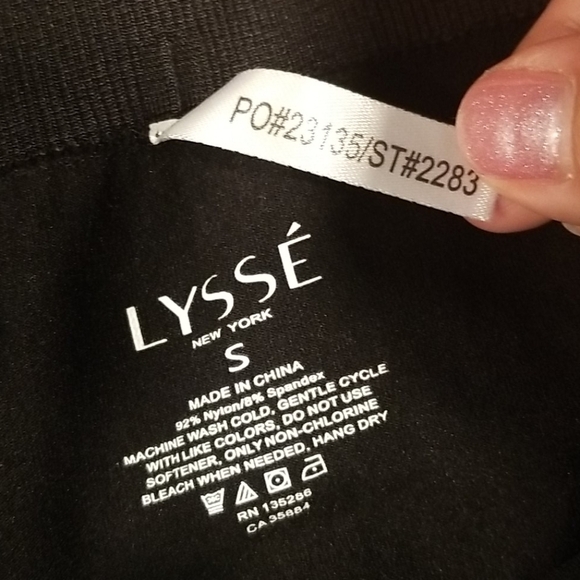 PO#23135/ST#2283
LYSSÉ
NEW YORK
S
MADE IN CHINA
92% Nylon/8% Spandex
MACHINE WASH COLD, GENTLE CYCLE
WITH LIKE COLORS, DO NOT USE
SOFTENER, ONLY NON-CHLORINE
BLEACH WHEN NEEDED, HANG DRY
RN 135286
CA 35884